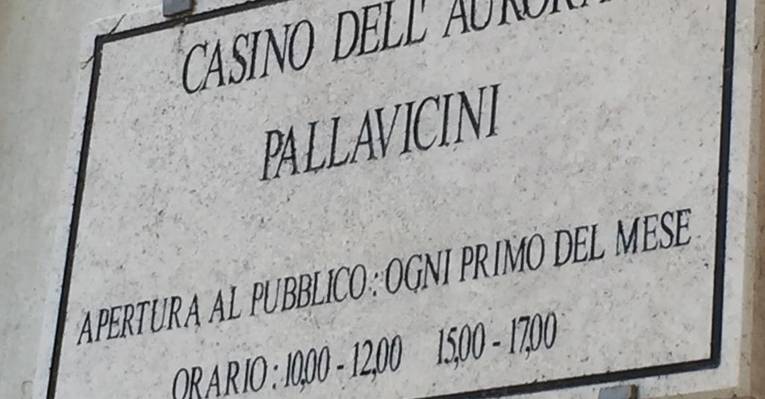 CASINO DELL' AURORA
PALLAVICINI
APERTURA AL PUBBLICO : OGNI PRIMO DEL MESE
ORARIO : 10,00 - 12,00 15,00 - 17,00